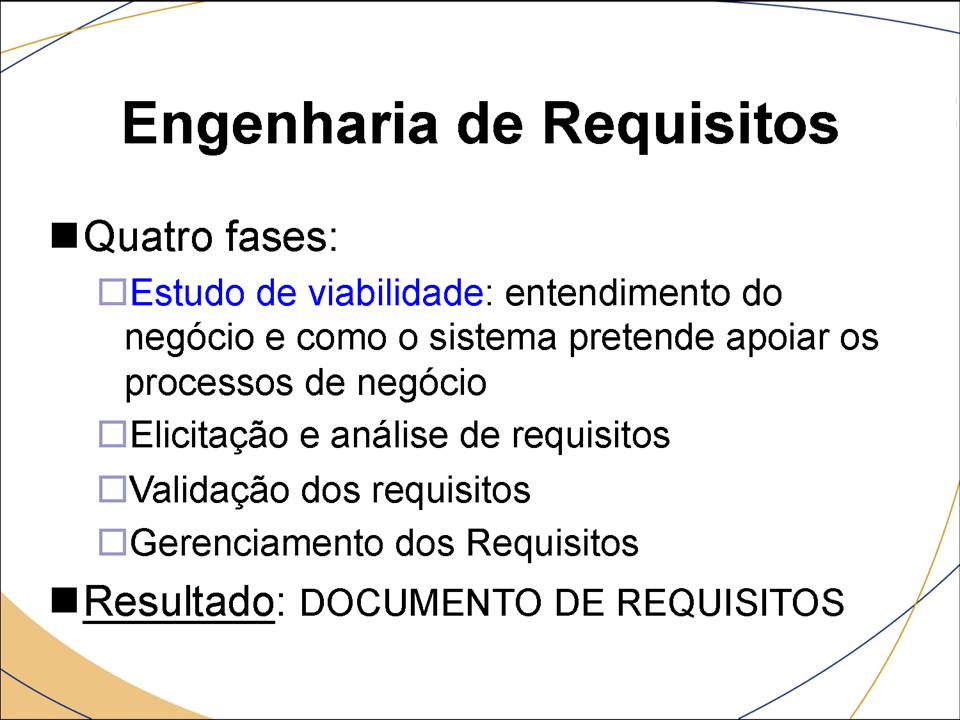 Engenharia de Requisitos
Quatro fases:
Estudo de viabilidade: entendimento do
negócio e como o sistema pretende apoiar os
processos de negócio
Elicitação e análise de requisitos
Validação dos requisitos
Gerenciamento dos Requisitos
Resultado: DOCUMENTO DE REQUISITOS